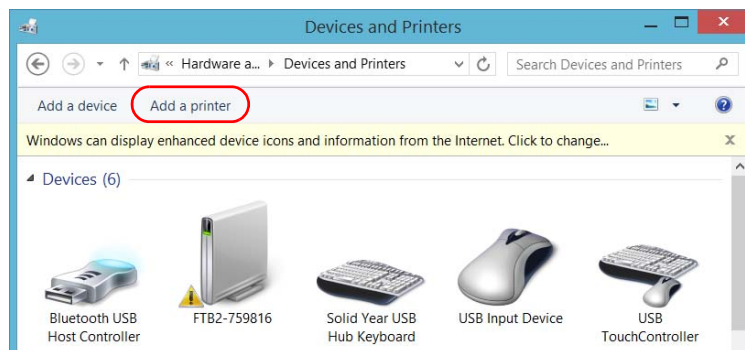 Devices and Printers
« Hardware a... Devices and Printers Search Devices and Printers
Add a device Add a printer
Windows can display enhanced device icons and information from the Internet. Click to change... x
Devices (6)
Bluetooth USB Host Controller
FTB2-759816
Solid Year USB Hub Keyboard
USB Input Device
USB TouchController